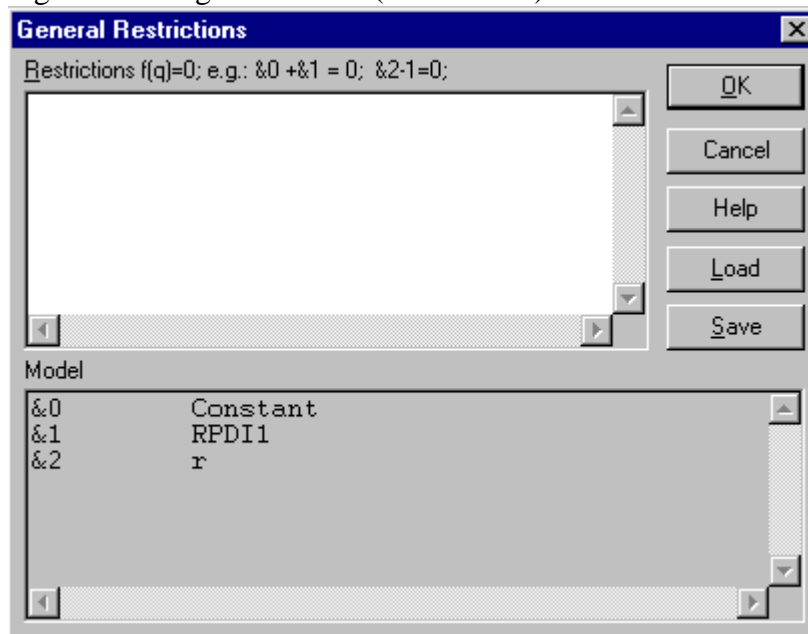 General Restrictions
Restrictions f(q)=0; e.g.: &0 +&1 = 0; &2-1=0;
OK
Cancel
Help
Load
Save
Model
&0 Constant
&1 RPDI1
&2 r